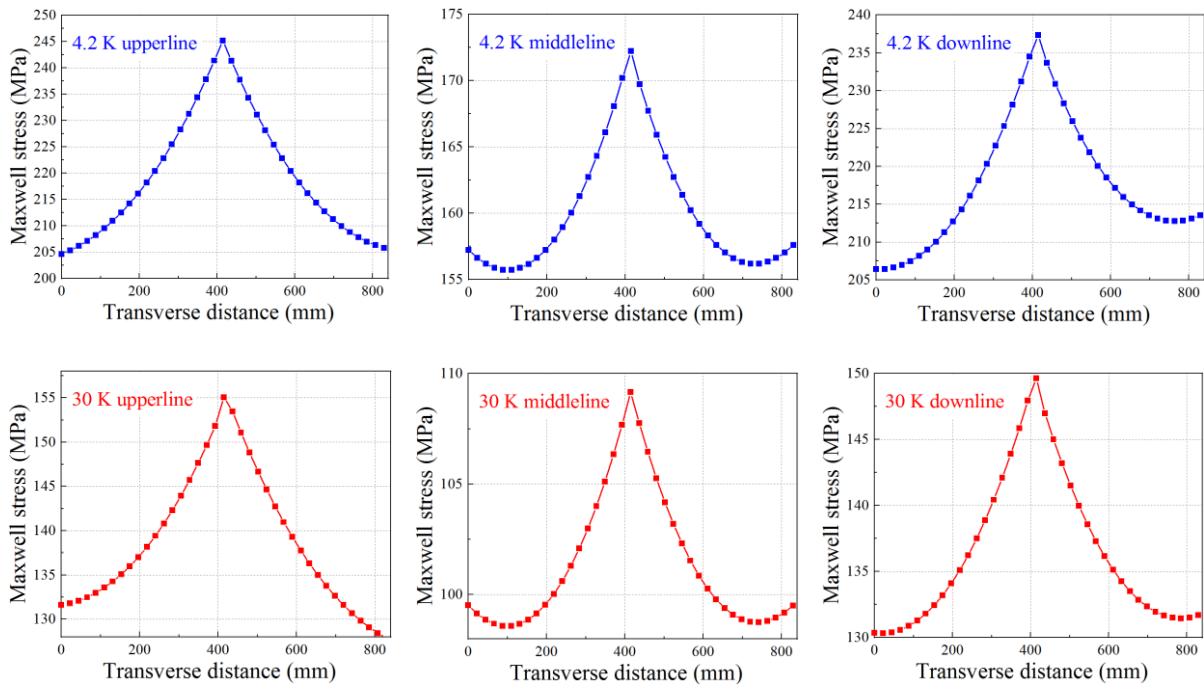 250
245
240
235
230
225
220
215
210
205
200
4.2 K upperline
Maxwell stress (MPa)
0 200 400 600 800
Transverse distance (mm)
175
170
165
160
155
4.2 K middleline
Maxwell stress (MPa)
0 200 400 600 800
Transverse distance (mm)
240
235
230
225
220
215
210
205
4.2 K downline
Maxwell stress (MPa)
0 200 400 600 800
Transverse distance (mm)
155
150
145
140
135
130
30 K upperline
Maxwell stress (MPa)
0 200 400 600 800
Transverse distance (mm)
110
105
100
30 K middleline
Maxwell stress (MPa)
0 200 400 600 800
Transverse distance (mm)
150
145
140
135
130
30 K downline
Maxwell stress (MPa)
0 200 400 600 800
Transverse distance (mm)